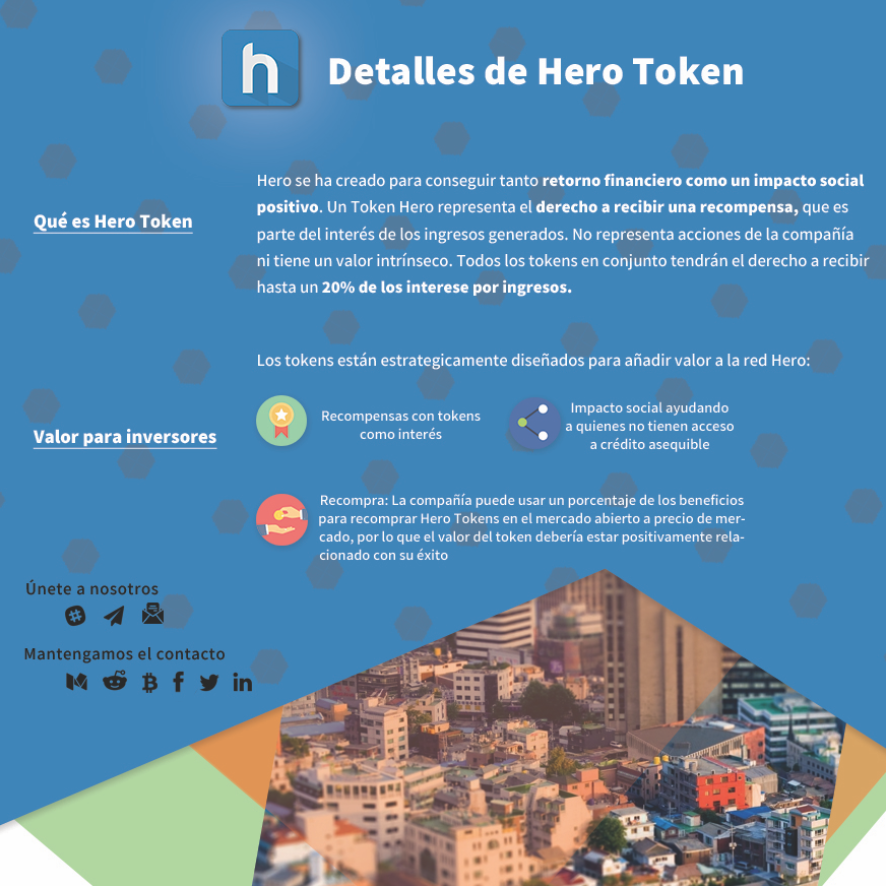 h
Detalles de Hero Token
Qué es Hero Token
Hero se ha creado para conseguir tanto retorno financiero como un impacto social
positivo. Un Token Hero representa el derecho a recibir una recompensa, que es
parte del interés de los ingresos generados. No representa acciones de la compañía
ni tiene un valor intrínseco. Todos los tokens en conjunto tendrán el derecho a recibir
hasta un 20% de los interese por ingresos.
Valor para inversores
Los tokens están estrategicamente diseñados para añadir valor a la red Hero:
Recompensas con tokens
como interés
Impacto social ayudando
a quienes no tienen acceso
a crédito asequible
Recompra: La compañía puede usar un porcentaje de los beneficios
para recomprar Hero Tokens en el mercado abierto a precio de mer-
cado, por lo que el valor del token debería estar positivamente rela-
cionado con su éxito
Únete a nosotros
Mantengamos el contacto